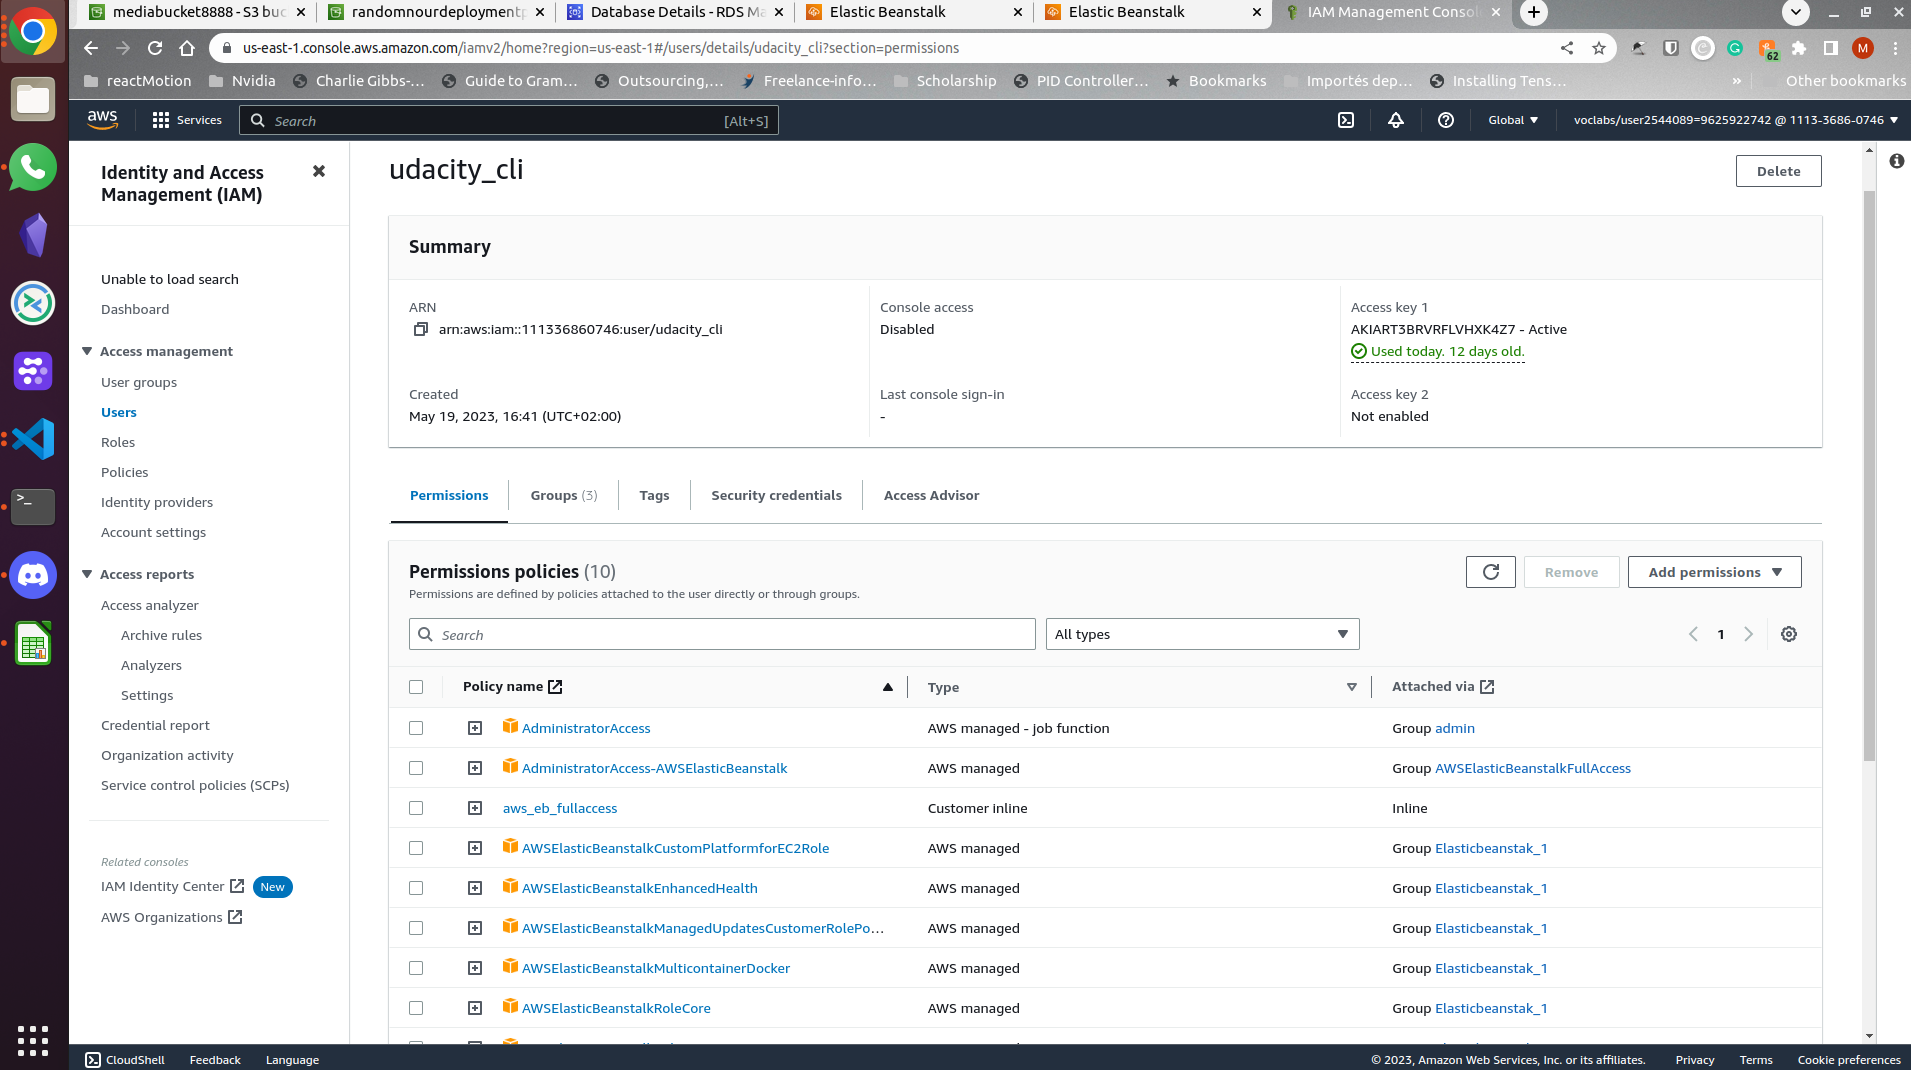 mediabucket8888 - S3 buc
randomnourdeploymentp
Database Details - RDS Ma
Elastic Beanstalk
Elastic Beanstalk
IAM Management Consol
us-east-1.console.aws.amazon.com/iamv2/home?region=us-east-1#/users/details/udacity_cli?section=permissions
62
M
reactMotion
Nvidia
Charlie Gibbs-...
Guide to Gram...
Outsourcing,...
Freelance-info...
Scholarship
PID Controller...
Bookmarks
Importés dep...
Installing Tens...
»
Other bookmarks
aws
Services
Search
[Alt+S]
Global
voclabs/user2544089=9625922742 @ 1113-3686-0746
Identity and Access
Management (IAM)
Unable to load search
Dashboard
Access management
User groups
Users
Roles
Policies
Identity providers
Account settings
Access reports
Access analyzer
Archive rules
Analyzers
Settings
Credential report
Organization activity
Service control policies (SCPs)
Related consoles
IAM Identity Center
New
AWS Organizations
udacity_cli
Delete
Summary
ARN
arn:aws:iam::111336860746:user/udacity_cli
Console access
Disabled
Access key 1
AKIART3BRVRFLVHXK4Z7 - Active
Used today. 12 days old.
Created
May 19, 2023, 16:41 (UTC+02:00)
Last console sign-in
-
Access key 2
Not enabled
Permissions
Groups (3)
Tags
Security credentials
Access Advisor
Permissions policies (10)
Permissions are defined by policies attached to the user directly or through groups.
Remove
Add permissions
Search
All types
1
Policy name
Type
Attached via
AdministratorAccess
AWS managed - job function
Group admin
AdministratorAccess-AWSElasticBeanstalk
AWS managed
Group AWSElasticBeanstalkFullAccess
aws_eb_fullaccess
Customer inline
Inline
AWSElasticBeanstalkCustomPlatformforEC2Role
AWS managed
Group Elasticbeanstak_1
AWSElasticBeanstalkEnhancedHealth
AWS managed
Group Elasticbeanstak_1
AWSElasticBeanstalkManagedUpdatesCustomerRolePo...
AWS managed
Group Elasticbeanstak_1
AWSElasticBeanstalkMulticontainerDocker
AWS managed
Group Elasticbeanstak_1
AWSElasticBeanstalkRoleCore
AWS managed
Group Elasticbeanstak_1
CloudShell
Feedback
Language
© 2023, Amazon Web Services, Inc. or its affiliates.
Privacy
Terms
Cookie preferences